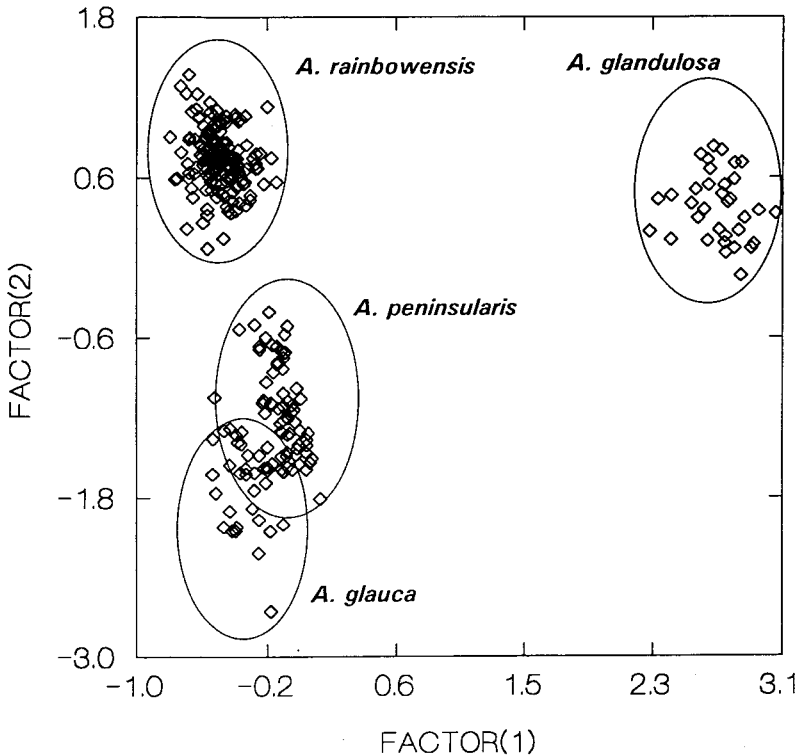 1.8
A. rainbowensis
A. glandulosa
0.6
FACTOR(2)
A. peninsularis
−0.6
−1.8
A. glauca
−3.0
−1.0
−0.2
0.6
1.5
2.3
3.1
FACTOR(1)